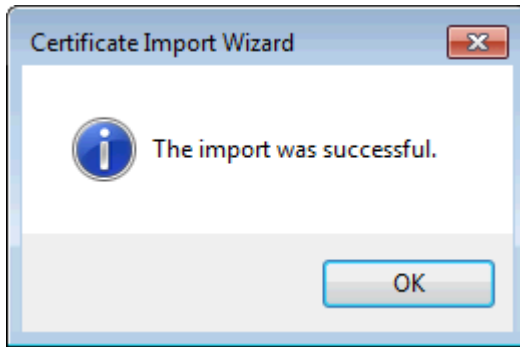 Certificate Import Wizard
The import was successful.
OK